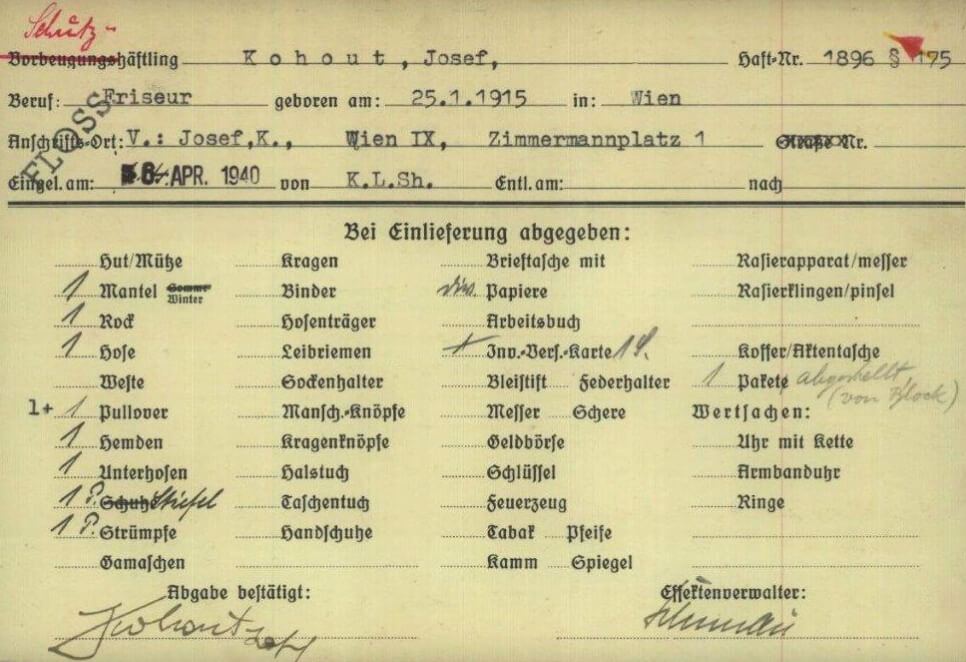 Schutz-
Vorbeugungshäftling Kohout, Josef, Haft-Nr. 1896 § 175
Beruf: Friseur geboren am: 25.1.1915 in: Wien
Anschrifts-Ort: V.: Josef,K., Wien IX, Zimmermannplatz 1 Straße Nr.
FLOSS
Eingel. am: 6. APR. 1940 von K.L.Sh. Entl. am: nach
Bei Einlieferung abgegeben:
Hut/Mütze Kragen Brieftasche mit Rasierapparat/messer
1 Mantel Sommer Winter Binder div. Papiere Rasierklingen/pinsel
1 Rock Hosenträger Arbeitsbuch
1 Hose Leibriemen Inv.-Vers.-Karte Koffer/Aktentasche
Weste Sockenhalter Bleistift Federhalter 1 Pakete abgestellt
1+ 1 Pullover Mansch.-Knöpfe Messer Schere Wertsachen: (von Block)
1 Hemden Kragenknöpfe Geldbörse Uhr mit Kette
1 Unterhosen Halstuch Schlüssel Armbanduhr
1 P. Schuhe Stiefel Taschentuch Feuerzeug Ringe
1 P. Strümpfe Handschuhe Tabak Pfeife
Gamaschen Kamm Spiegel
Abgabe bestätigt: Effektenverwalter:
Kohout